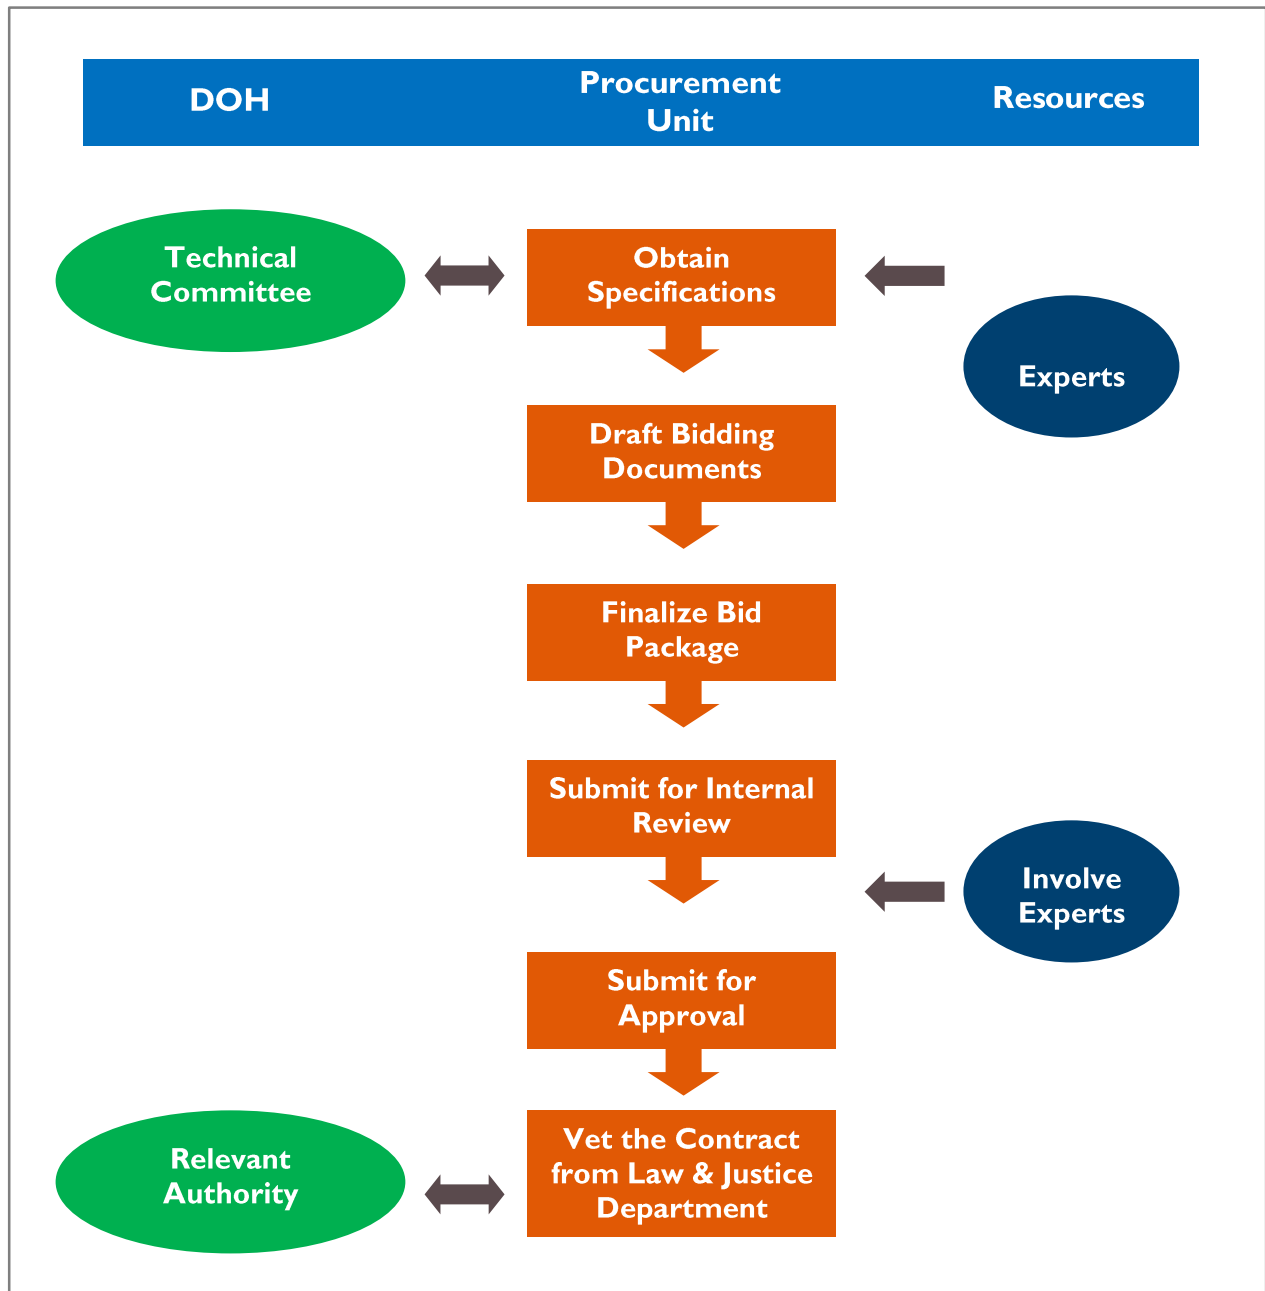 DOH
Procurement
Unit
Resources
Technical
Committee
Obtain
Specifications
Experts
Draft Bidding
Documents
Finalize Bid
Package
Submit for Internal
Review
Involve
Experts
Submit for
Approval
Relevant
Authority
Vet the Contract
from Law & Justice
Department